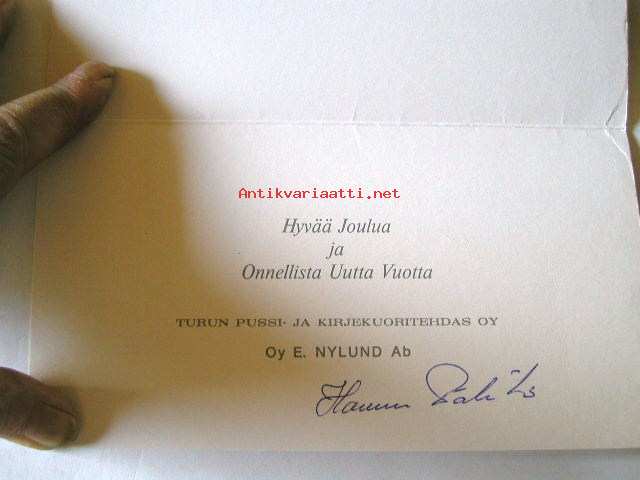 Antikvariaatti.net
Hyvää Joulua
ja
Onnellista Uutta Vuotta
TURUN PUSSI- JA KIRJEKUORITEHDAS OY
Oy E. NYLUND Ab